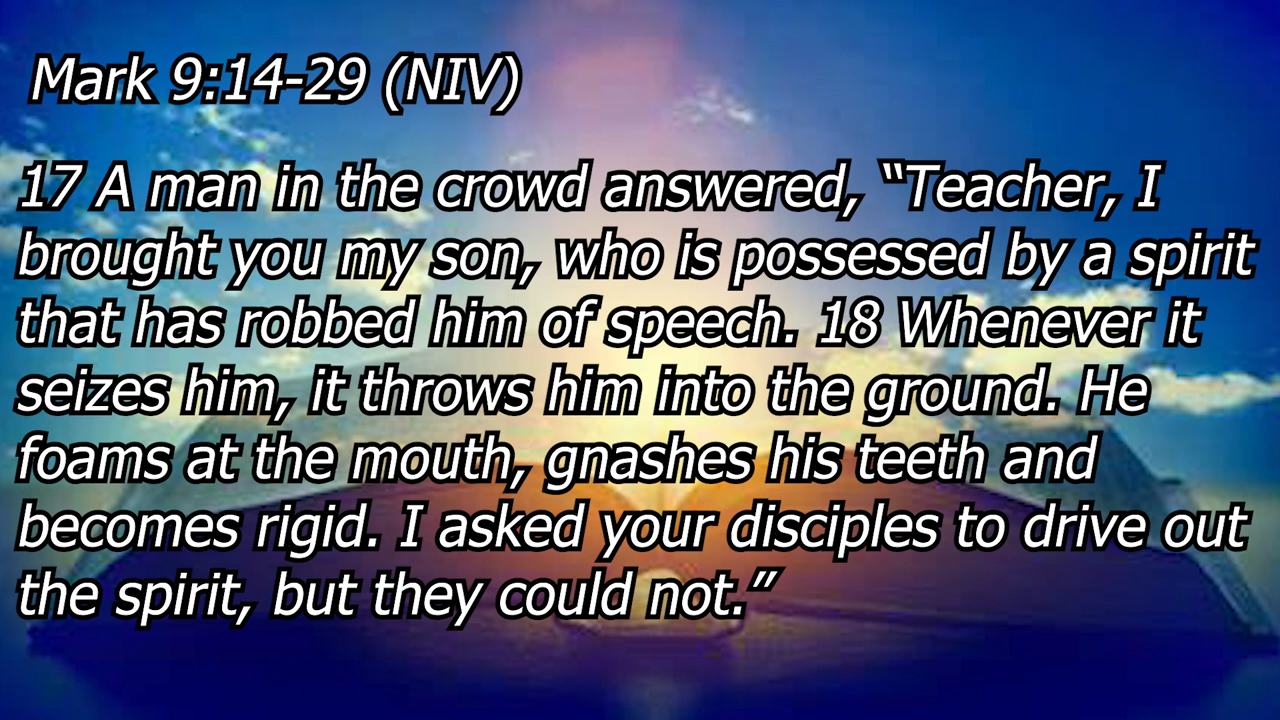 Mark 9:14-29 (NIV)
17 A man in the crowd answered, “Teacher, I
brought you my son, who is possessed by a spirit
that has robbed him of speech. 18 Whenever it
seizes him, it throws him into the ground. He
foams at the mouth, gnashes his teeth and
becomes rigid. I asked your disciples to drive out
the spirit, but they could not.”